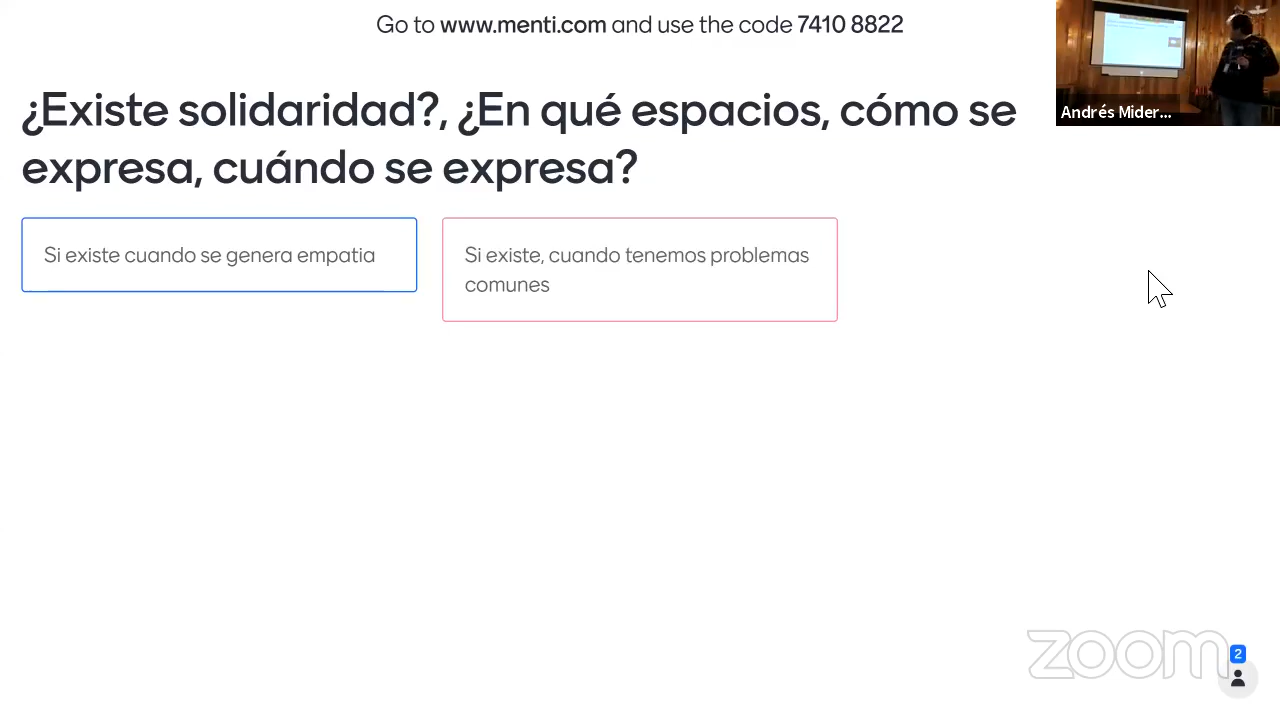 Go to www.menti.com and use the code 7410 8822
¿Existe solidaridad?, ¿En qué espacios, cómo se
expresa, cuándo se expresa?
Si existe cuando se genera empatia
Si existe, cuando tenemos problemas
comunes
Andrés Mider...
zoom
2